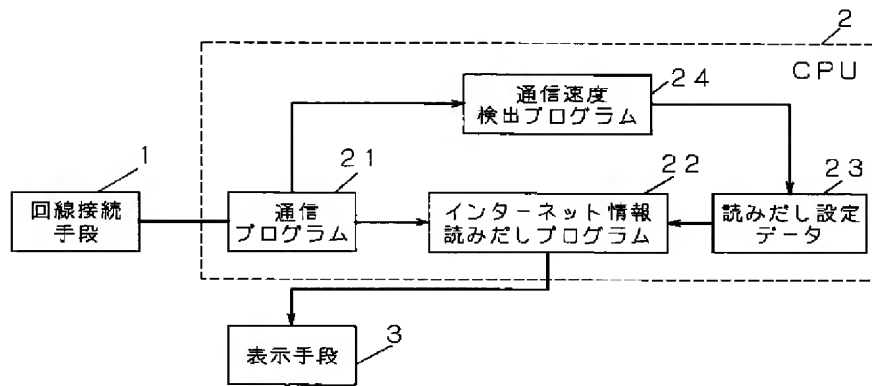 2
CPU
24
通信速度
検出プログラム
1
21
22
23
回線接続
手段
通信
プログラム
インターネット情報
読みだしプログラム
読みだし設定
データ
3
表示手段